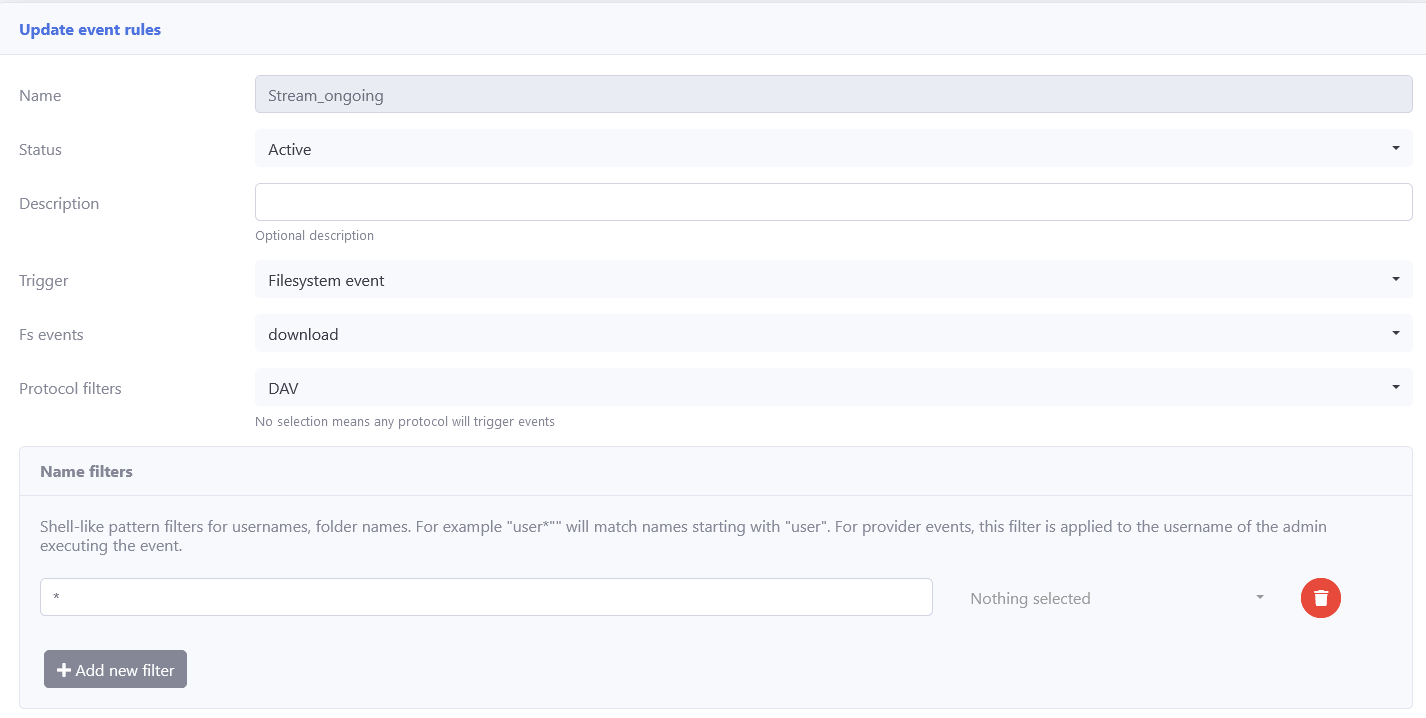 Update event rules
Name
Stream_ongoing
Status
Active
Description
Optional description
Trigger
Filesystem event
Fs events
download
Protocol filters
DAV
No selection means any protocol will trigger events
Name filters
Shell-like pattern filters for usernames, folder names. For example "user*"" will match names starting with "user". For provider events, this filter is applied to the username of the admin
executing the event.
*
Nothing selected
Add new filter